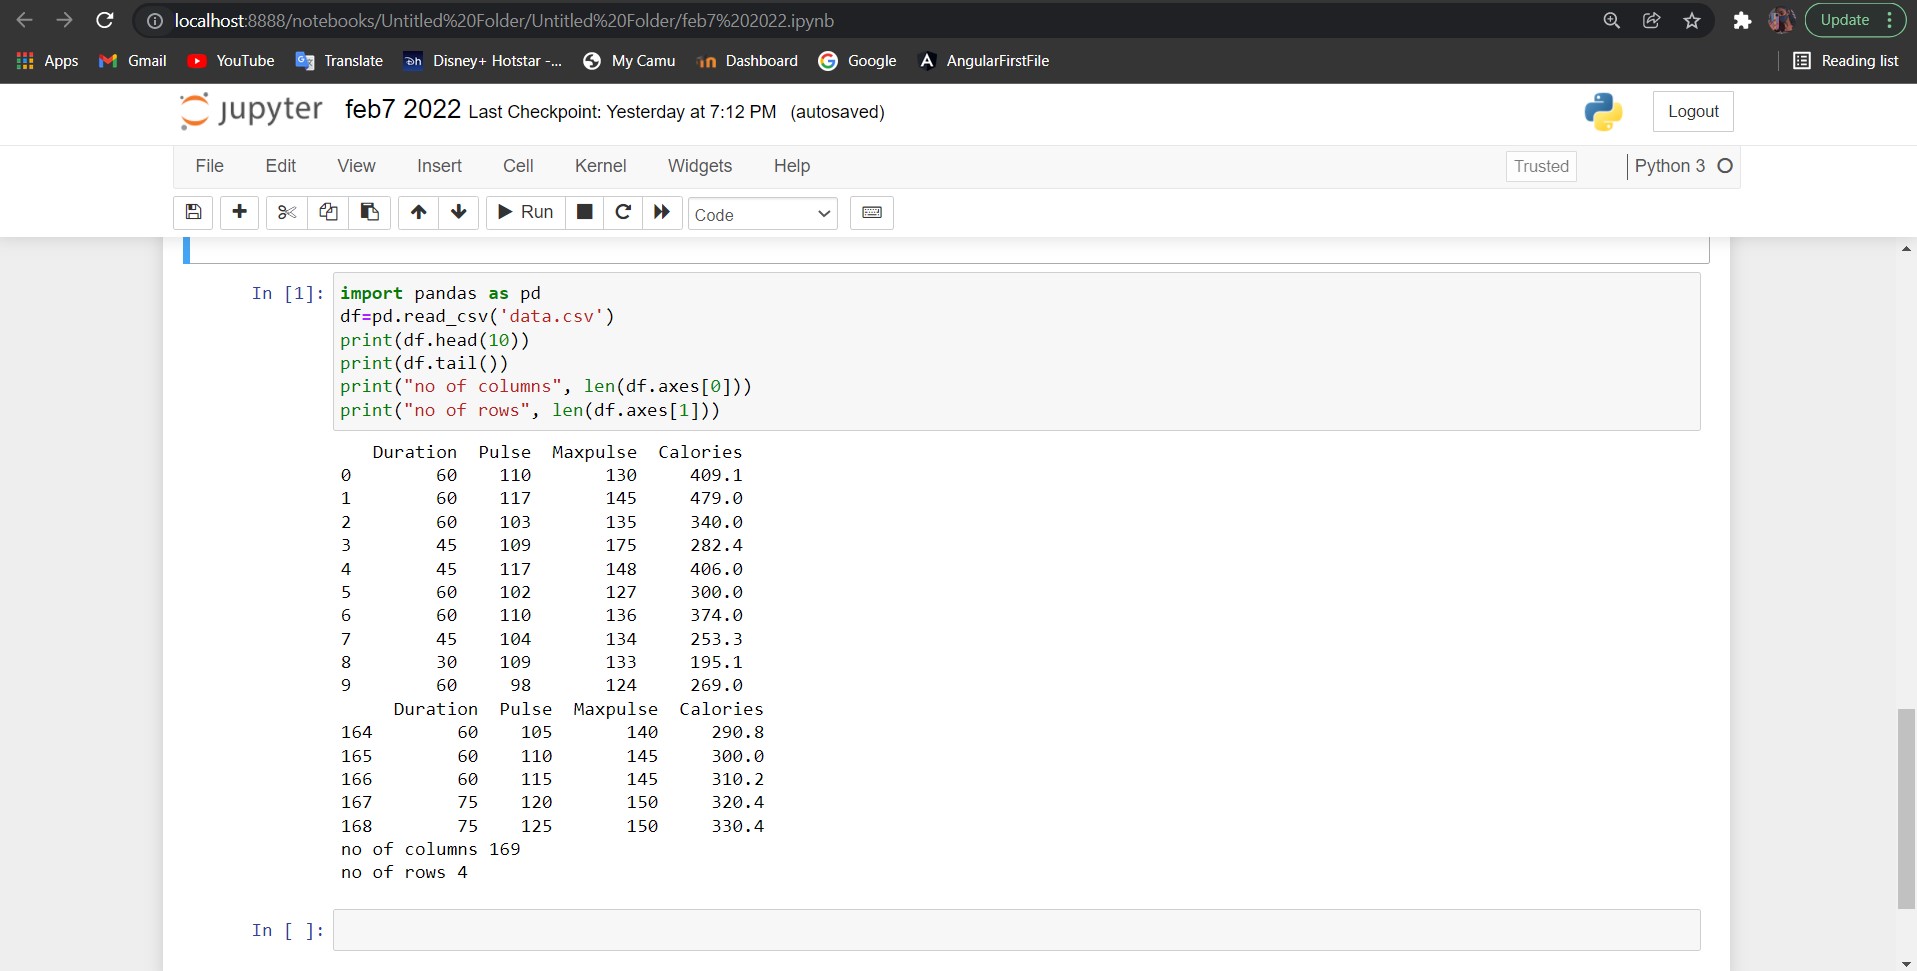 localhost:8888/notebooks/Untitled%20Folder/Untitled%20Folder/feb7%202022.ipynb
Update
Apps Gmail YouTube Translate Disney+ Hotstar -... My Camu Dashboard Google AngularFirstFile Reading list
jupyter feb7 2022 Last Checkpoint: Yesterday at 7:12 PM (autosaved) Logout
File Edit View Insert Cell Kernel Widgets Help Trusted Python 3
Run Code
In [1]: import pandas as pd
df=pd.read_csv('data.csv')
print(df.head(10))
print(df.tail())
print("no of columns", len(df.axes[0]))
print("no of rows", len(df.axes[1]))
Duration Pulse Maxpulse Calories
0 60 110 130 409.1
1 60 117 145 479.0
2 60 103 135 340.0
3 45 109 175 282.4
4 45 117 148 406.0
5 60 102 127 300.0
6 60 110 136 374.0
7 45 104 134 253.3
8 30 109 133 195.1
9 60 98 124 269.0
Duration Pulse Maxpulse Calories
164 60 105 140 290.8
165 60 110 145 300.0
166 60 115 145 310.2
167 75 120 150 320.4
168 75 125 150 330.4
no of columns 169
no of rows 4
In [ ]: